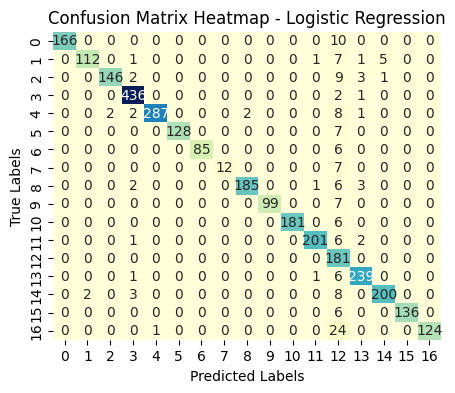 Confusion Matrix Heatmap - Logistic Regression
0 166 0 0 0 0 0 0 0 0 0 0 0 10 0 0 0 0
1 0 112 0 1 0 0 0 0 0 0 0 1 7 1 5 0 0
2 0 0 146 2 0 0 0 0 0 0 0 0 9 3 1 0 0
3 0 0 0 436 0 0 0 0 0 0 0 0 2 1 0 0 0
4 0 0 2 2 287 0 0 0 2 0 0 0 8 1 0 0 0
5 0 0 0 0 0 128 0 0 0 0 0 0 7 0 0 0 0
6 0 0 0 0 0 0 85 0 0 0 0 0 6 0 0 0 0
7 0 0 0 0 0 0 0 12 0 0 0 0 7 0 0 0 0
8 0 0 0 2 0 0 0 0 185 0 0 1 6 3 0 0 0
9 0 0 0 0 0 0 0 0 0 99 0 0 7 0 0 0 0
10 0 0 0 0 0 0 0 0 0 0 181 0 6 0 0 0 0
11 0 0 0 1 0 0 0 0 0 0 0 201 6 2 0 0 0
12 0 0 0 0 0 0 0 0 0 0 0 0 181 0 0 0 0
13 0 0 0 1 0 0 0 0 0 0 0 1 6 239 0 0 0
14 0 2 0 3 0 0 0 0 0 0 0 0 8 0 200 0 0
15 0 0 0 0 0 0 0 0 0 0 0 0 6 0 0 136 0
16 0 0 0 0 1 0 0 0 0 0 0 0 24 0 0 0 124
True Labels
0 1 2 3 4 5 6 7 8 9 10 11 12 13 14 15 16
Predicted Labels